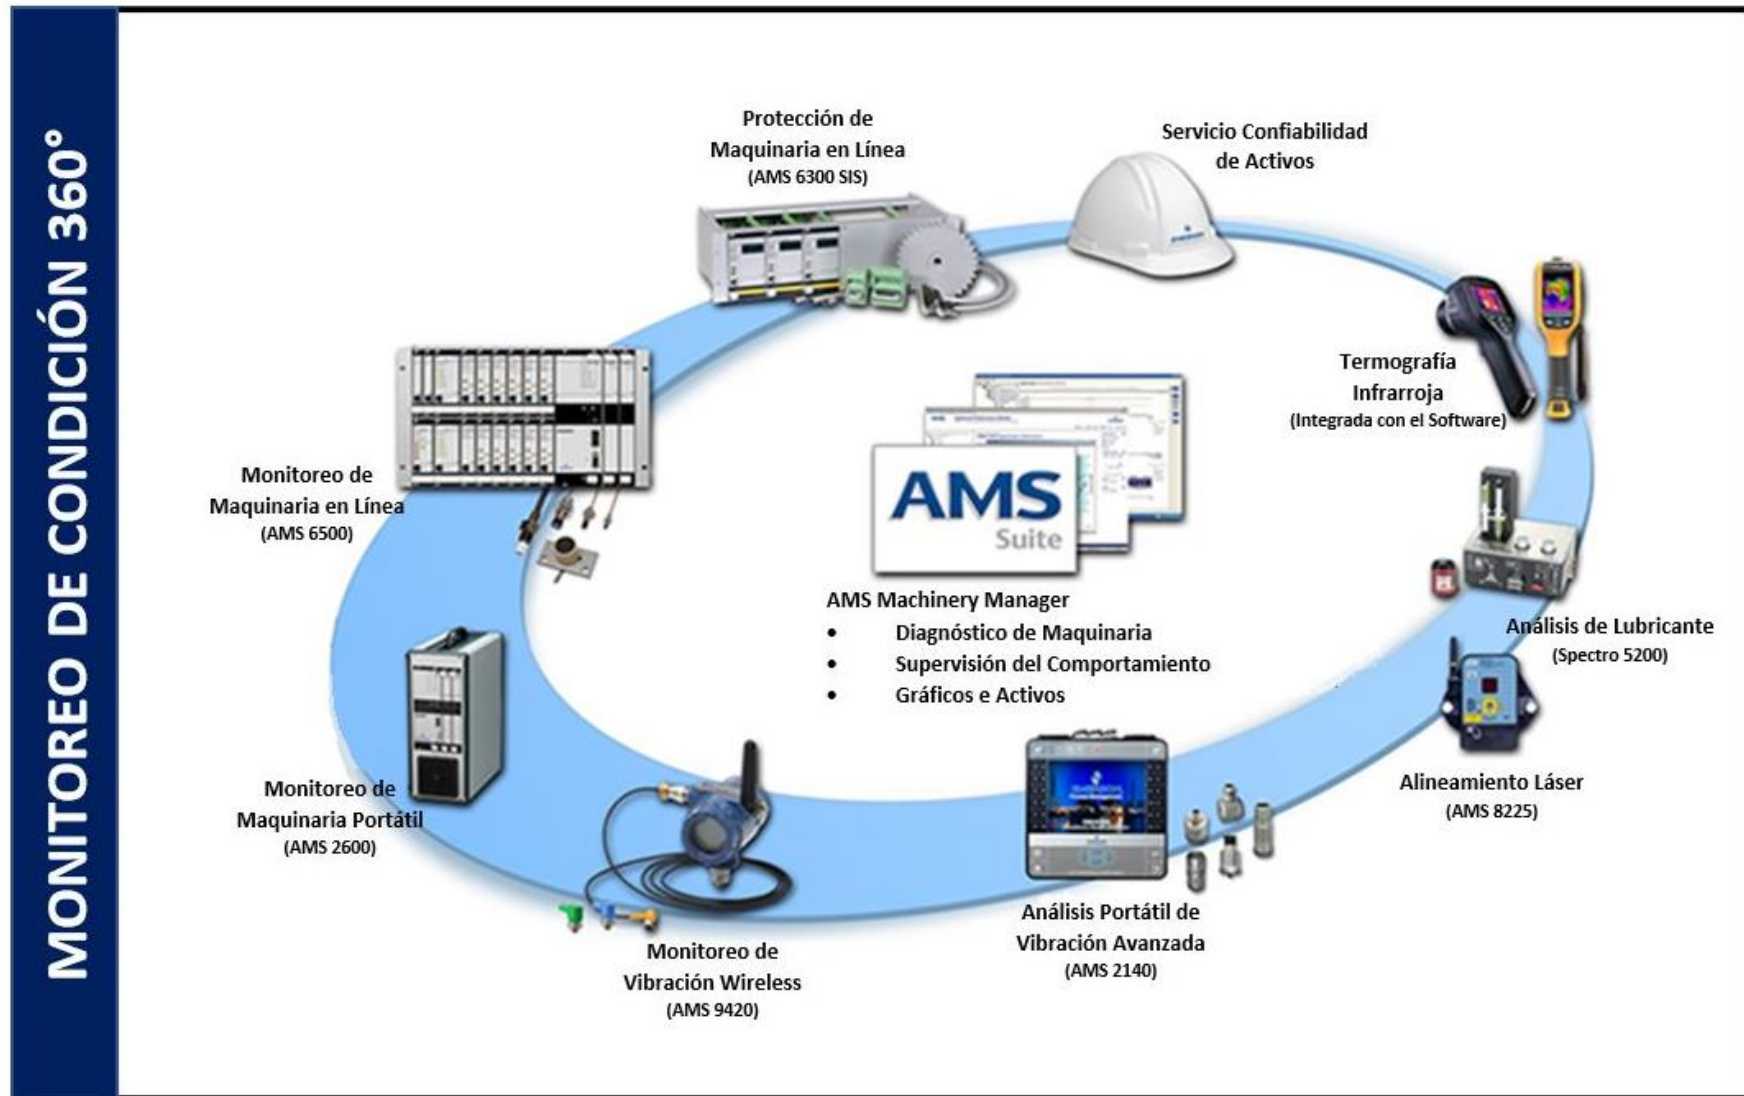 MONITOREO DE CONDICIÓN 360°
Protección de
Maquinaria en Línea
(AMS 6300 SIS)
Servicio Confiabilidad
de Activos
Termografía
Infrarroja
(Integrada con el Software)
Monitoreo de
Maquinaria en Línea
(AMS 6500)
AMS
Suite
AMS Machinery Manager
• Diagnóstico de Maquinaria
• Supervisión del Comportamiento
• Gráficos e Activos
Análisis de Lubricante
(Spectro 5200)
Alineamiento Láser
(AMS 8225)
Monitoreo de
Maquinaria Portátil
(AMS 2600)
Análisis Portátil de
Vibración Avanzada
(AMS 2140)
Monitoreo de
Vibración Wireless
(AMS 9420)